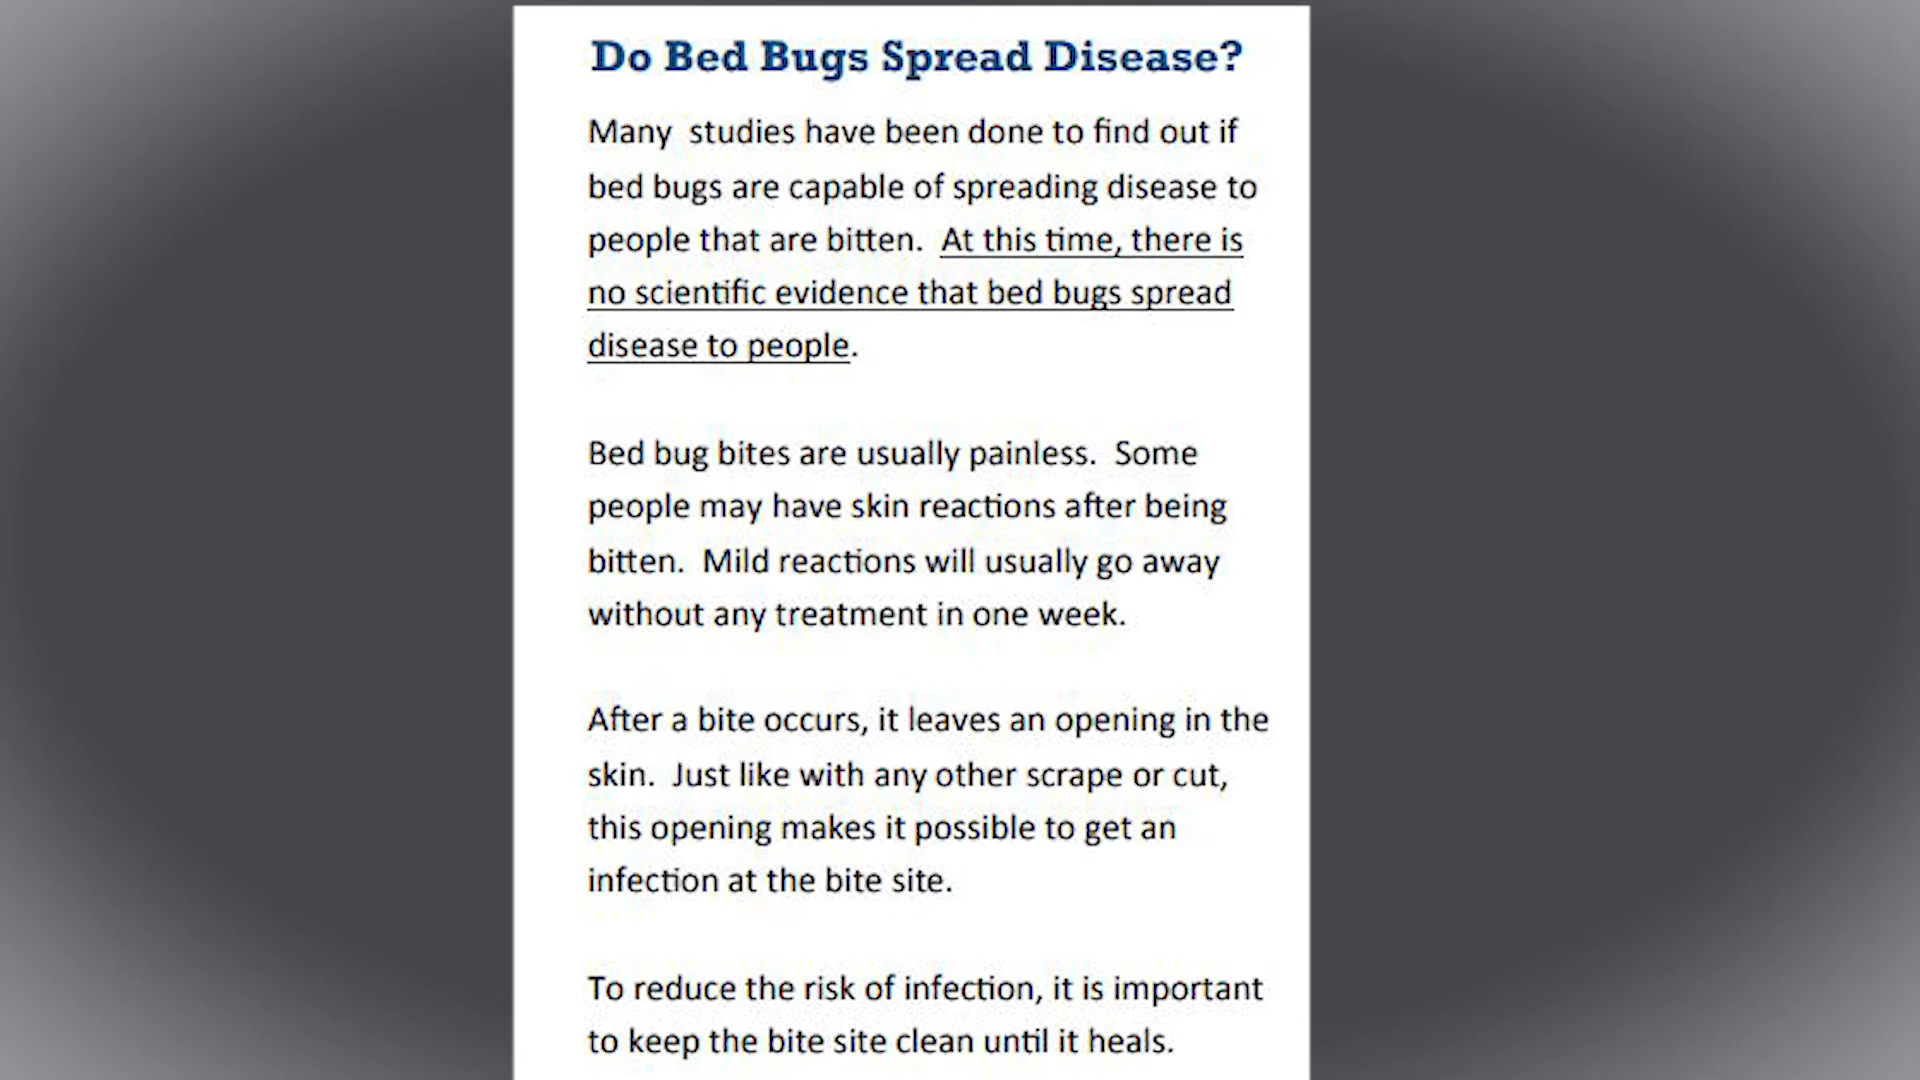 Do Bed Bugs Spread Disease?
Many studies have been done to find out if
bed bugs are capable of spreading disease to
people that are bitten. At this time, there is
no scientific evidence that bed bugs spread
disease to people.
Bed bug bites are usually painless. Some
people may have skin reactions after being
bitten. Mild reactions will usually go away
without any treatment in one week.
After a bite occurs, it leaves an opening in the
skin. Just like with any other scrape or cut,
this opening makes it possible to get an
infection at the bite site.
To reduce the risk of infection, it is important
to keep the bite site clean until it heals.